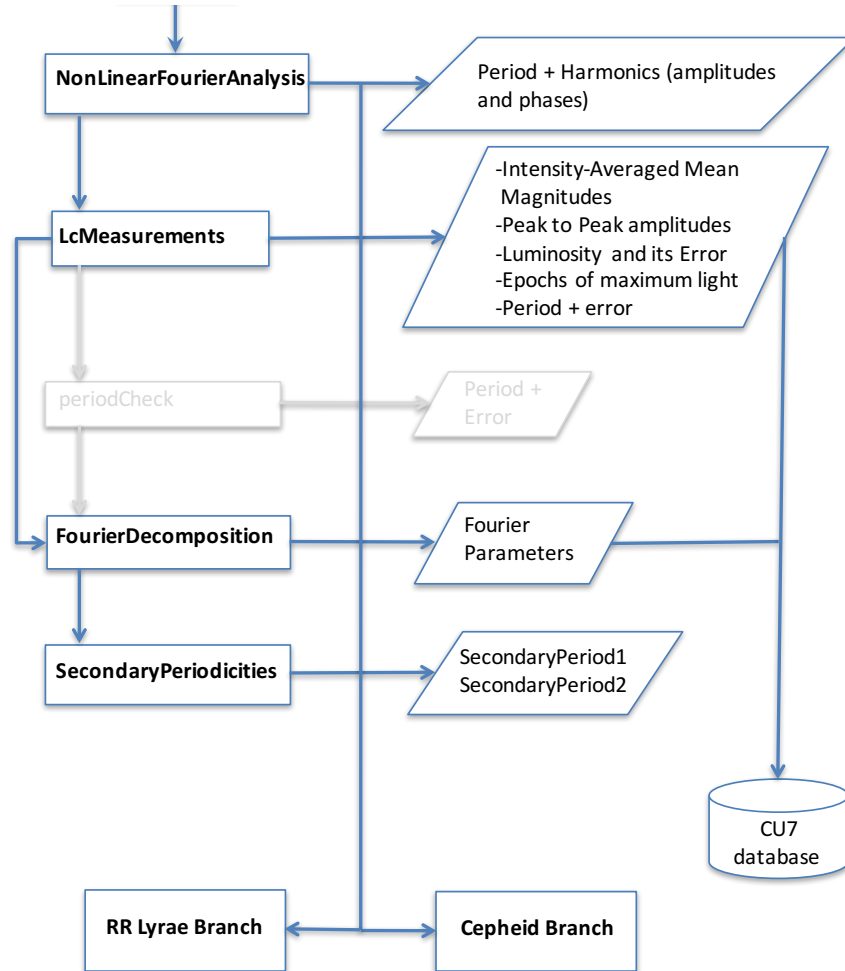 NonLinearFourierAnalysis
Period + Harmonics (amplitudes
and phases)
-Intensity-Averaged Mean
Magnitudes
-Peak to Peak amplitudes
-Luminosity and its Error
-Epochs of maximum light
-Period + error
LcMeasurements
periodCheck
Period +
Error
FourierDecomposition
Fourier
Parameters
SecondaryPeriodicities
SecondaryPeriod1
SecondaryPeriod2
CU7
database
RR Lyrae Branch
Cepheid Branch